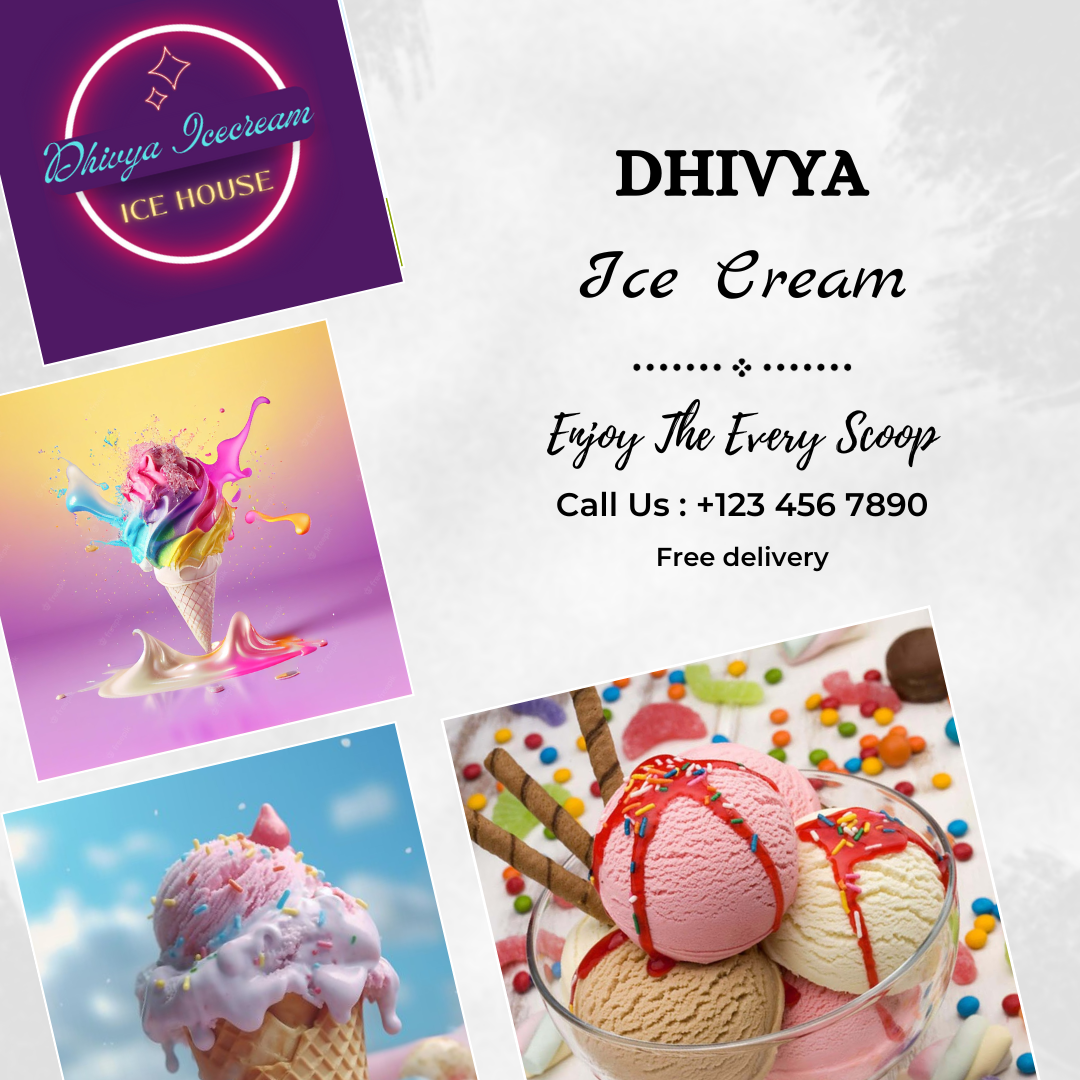 Dhivya Icecream
ICE HOUSE
DHIVYA
Ice Cream
Enjoy The Every Scoop
Call Us : +123 456 7890
Free delivery